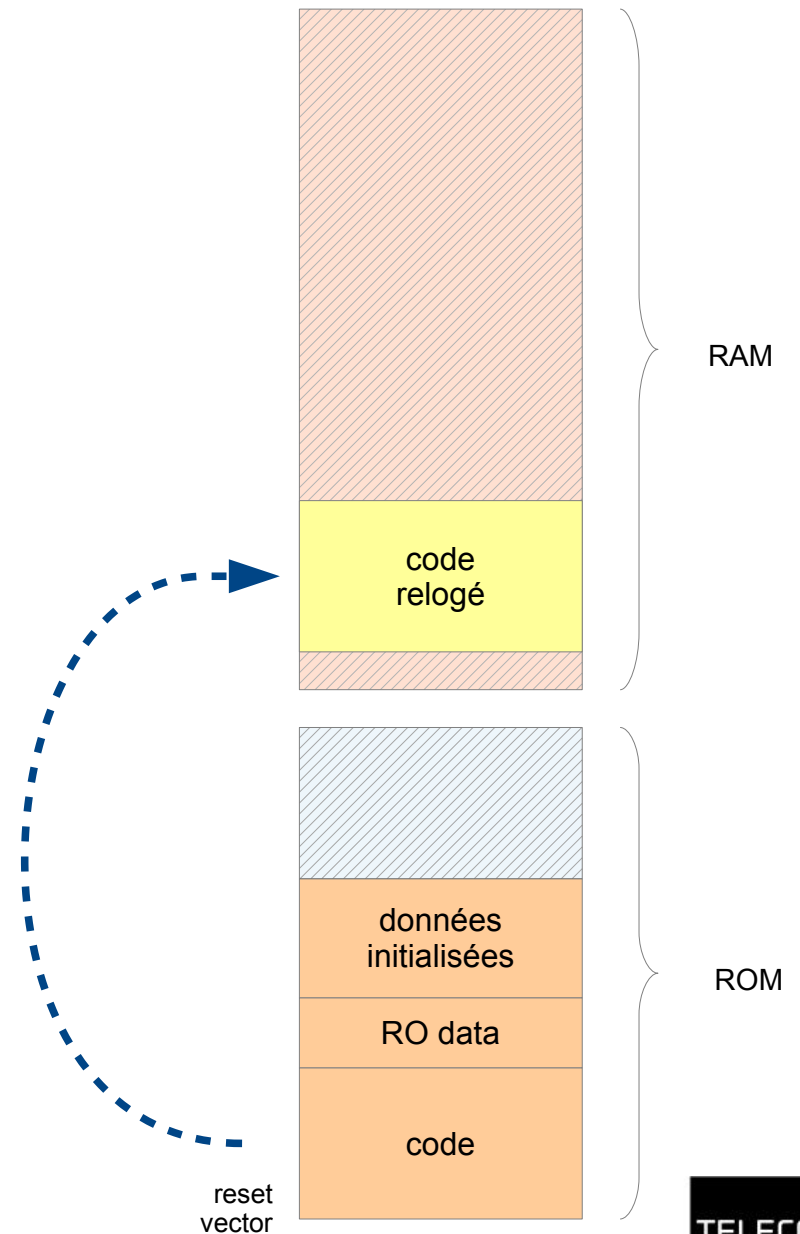 RAM
code
relogé
données
initialisées
ROM
RO data
code
reset
vector